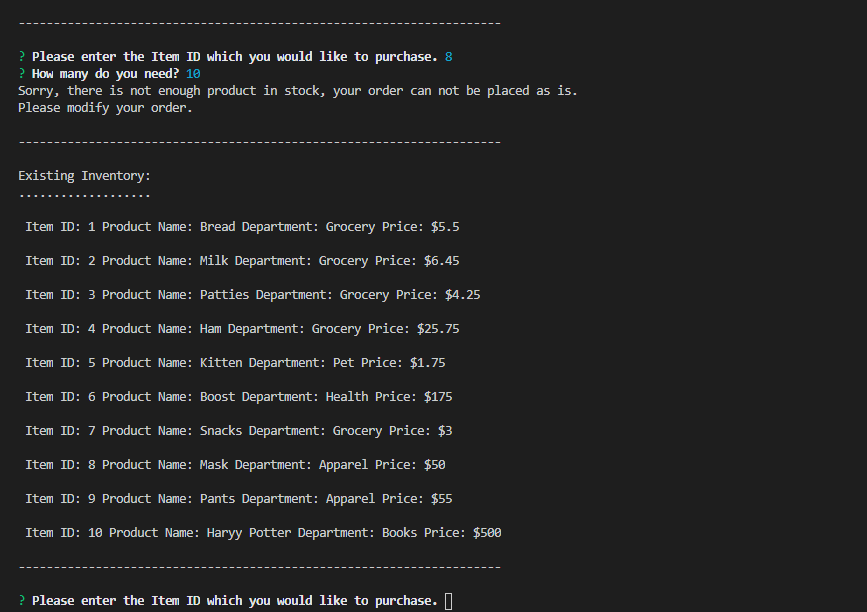 ---------------------------------------------------------------------
? Please enter the Item ID which you would like to purchase. 8
? How many do you need? 10
Sorry, there is not enough product in stock, your order can not be placed as is.
Please modify your order.
---------------------------------------------------------------------
Existing Inventory:
...................
Item ID: 1 Product Name: Bread Department: Grocery Price: $5.5
Item ID: 2 Product Name: Milk Department: Grocery Price: $6.45
Item ID: 3 Product Name: Patties Department: Grocery Price: $4.25
Item ID: 4 Product Name: Ham Department: Grocery Price: $25.75
Item ID: 5 Product Name: Kitten Department: Pet Price: $1.75
Item ID: 6 Product Name: Boost Department: Health Price: $175
Item ID: 7 Product Name: Snacks Department: Grocery Price: $3
Item ID: 8 Product Name: Mask Department: Apparel Price: $50
Item ID: 9 Product Name: Pants Department: Apparel Price: $55
Item ID: 10 Product Name: Haryy Potter Department: Books Price: $500
---------------------------------------------------------------------
? Please enter the Item ID which you would like to purchase.